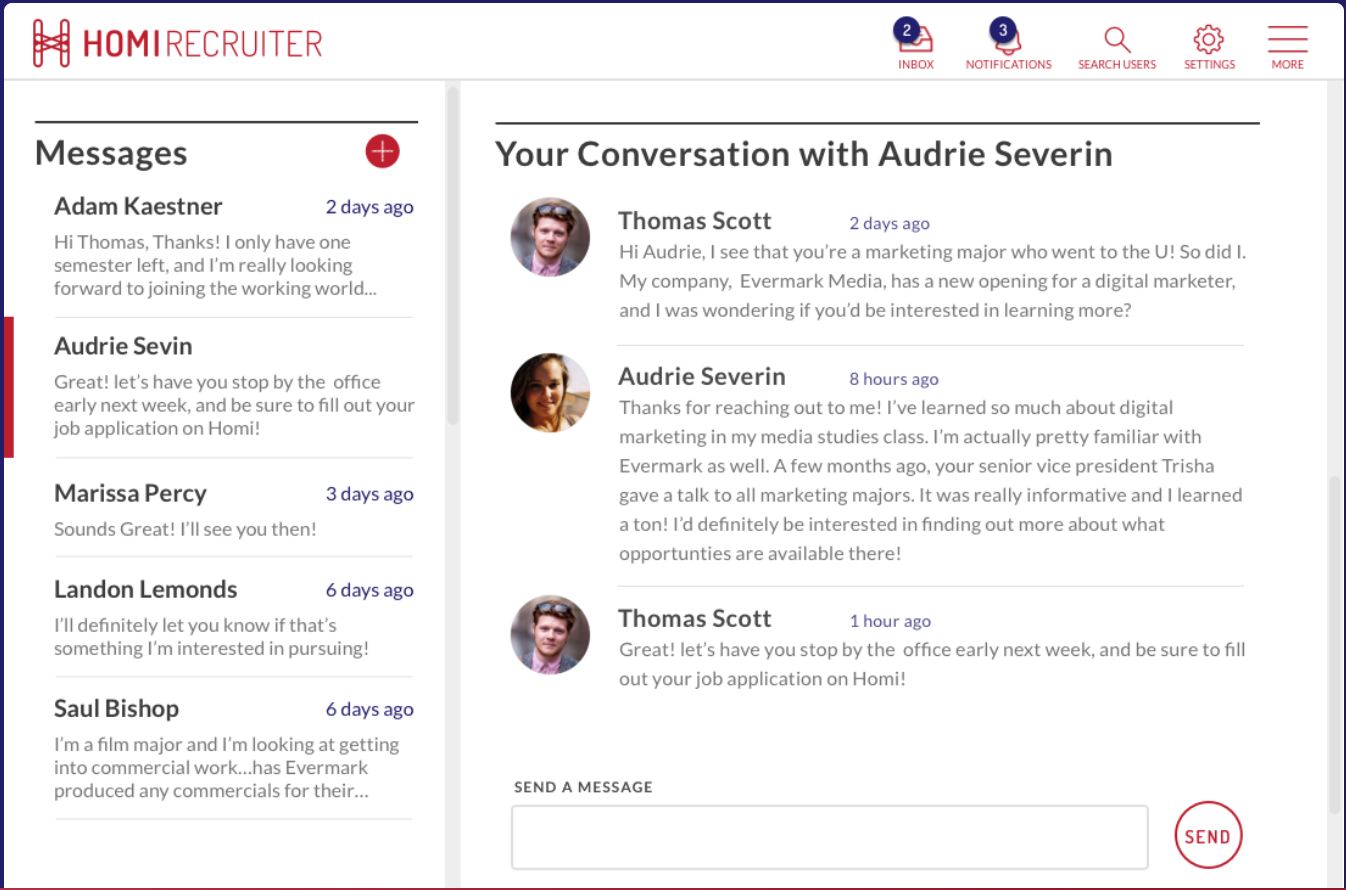 HOMIRECRUITER
2
3
INBOX
NOTIFICATIONS
SEARCH USERS
SETTINGS
MORE
Messages
Adam Kaestner
2 days ago
Hi Thomas, Thanks! I only have one
semester left, and I'm really looking
forward to joining the working world...
Audrie Sevin
Great! let's have you stop by the office
early next week, and be sure to fill out your
job application on Homi!
Marissa Percy
3 days ago
Sounds Great! I'll see you then!
Landon Lemonds
6 days ago
I'll definitely let you know if that's
something I'm interested in pursuing!
Saul Bishop
6 days ago
I'm a film major and I'm looking at getting
into commercial work...has Evermark
produced any commercials for their...
Your Conversation with Audrie Severin
Thomas Scott
2 days ago
Hi Audrie, I see that you're a marketing major who went to the U! So did I.
My company, Evermark Media, has a new opening for a digital marketer,
and I was wondering if you'd be interested in learning more?
Audrie Severin
8 hours ago
Thanks for reaching out to me! I've learned so much about digital
marketing in my media studies class. I'm actually pretty familiar with
Evermark as well. A few months ago, your senior vice president Trisha
gave a talk to all marketing majors. It was really informative and I learned
a ton! I'd definitely be interested in finding out more about what
opportunties are available there!
Thomas Scott
1 hour ago
Great! let's have you stop by the office early next week, and be sure to fill
out your job application on Homi!
SEND A MESSAGE
SEND